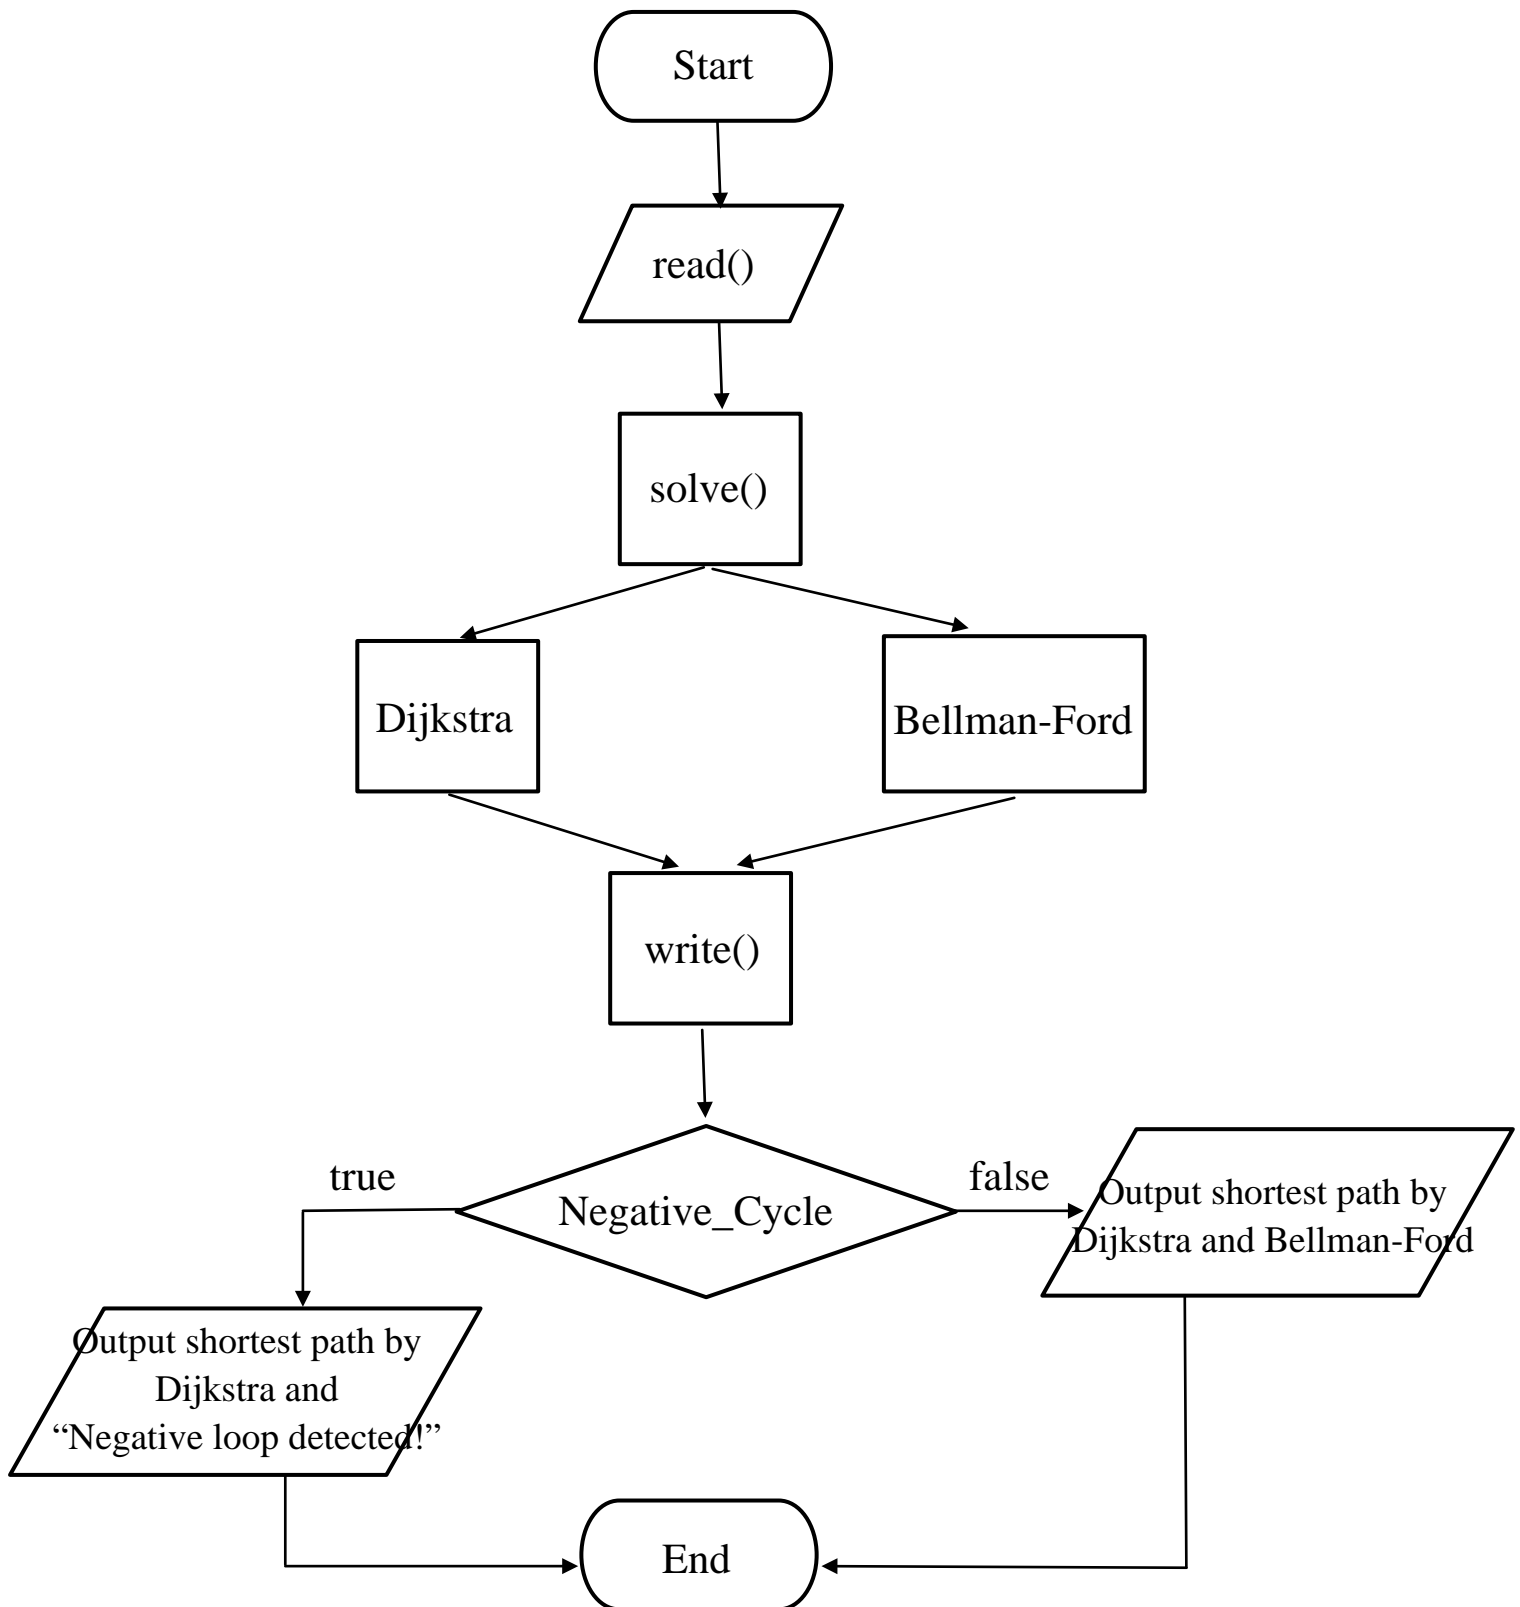 Start
read()
solve()
Dijkstra
Bellman-Ford
write()
true
Negative_Cycle
false
Output shortest path by
Dijkstra and Bellman-Ford
Output shortest path by
Dijkstra and
“Negative loop detected!”
End